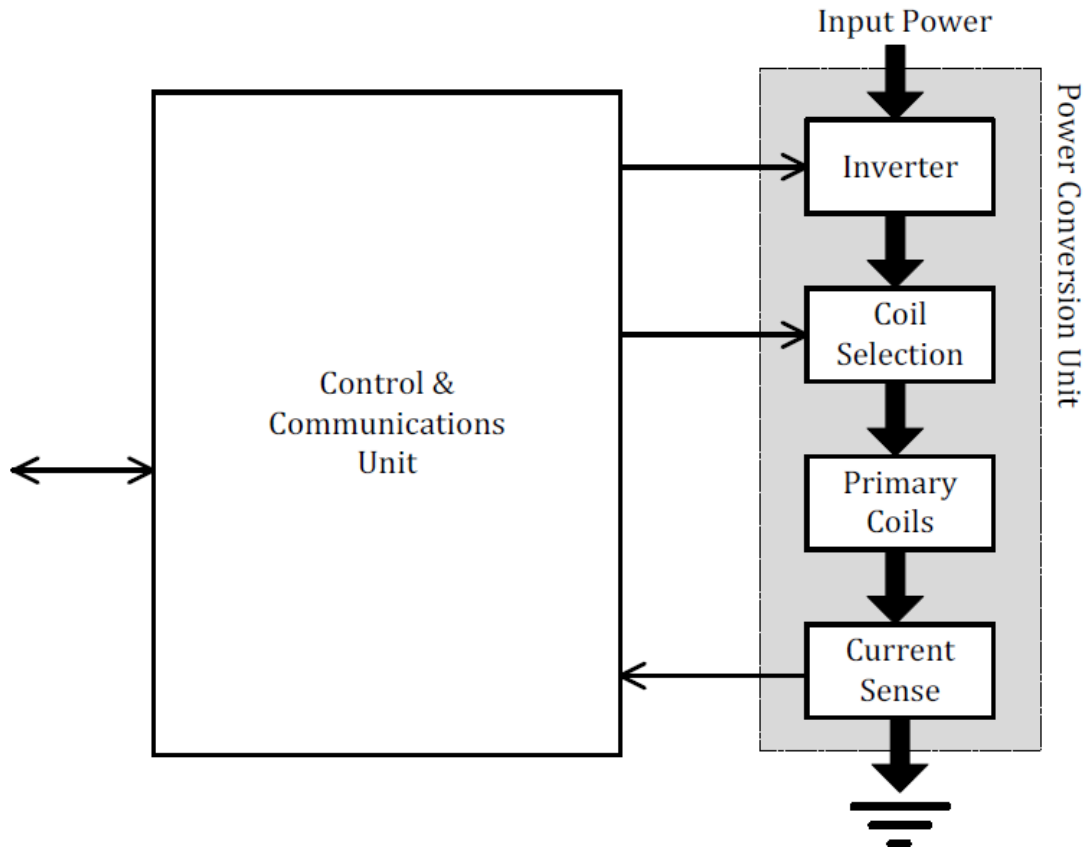 Input Power
Power Conversion Unit
Inverter
Coil
Selection
Control &
Communications
Unit
Primary
Coils
Current
Sense